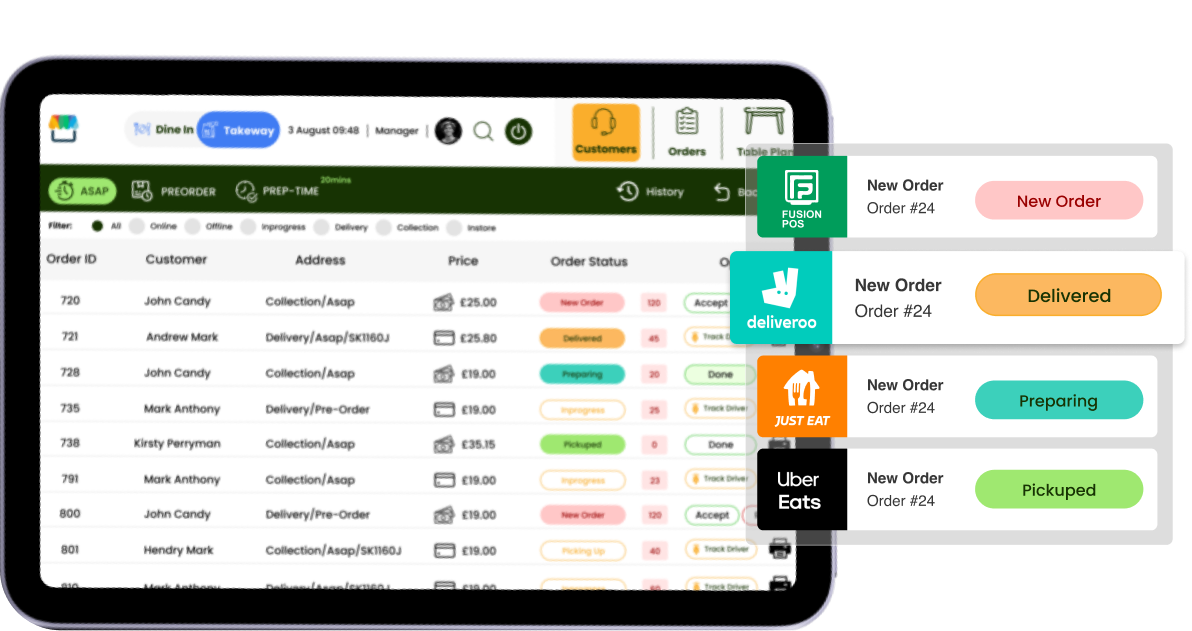 Dine In Takeway 3 August 09:48 | Manager |
Customers
Orders
Table Plan
ASAP PREORDER PREP-TIME 20mins History
Filter: All Online Offline Inprogress Delivery Collection Instore
Order ID Customer Address Price Order Status
720 John Candy Collection/Asap £25.00 New Order 120 Accept
721 Andrew Mark Delivery/Asap/SK1160J £25.80 Delivered 45 Track
728 John Candy Collection/Asap £19.00 Preparing 20 Done
735 Mark Anthony Delivery/Pre-Order £19.00 Inprogress 25 Track Driver
738 Kirsty Perryman Collection/Asap £35.15 Pickuped 0 Done
791 Mark Anthony Collection/Asap £19.00 Inprogress 23 Track Driver
800 John Candy Delivery/Pre-Order £19.00 New Order 120 Accept
801 Hendry Mark Collection/Asap/SK1160J £19.00 Picking Up 40 Track Driver
810 Mark Anthony Delivery/Asap/SK1160J £19.00 Track Driver
FUSION
POS
New Order
Order #24
New Order
deliveroo
New Order
Order #24
Delivered
JUST EAT
New Order
Order #24
Preparing
Uber
Eats
New Order
Order #24
Pickuped